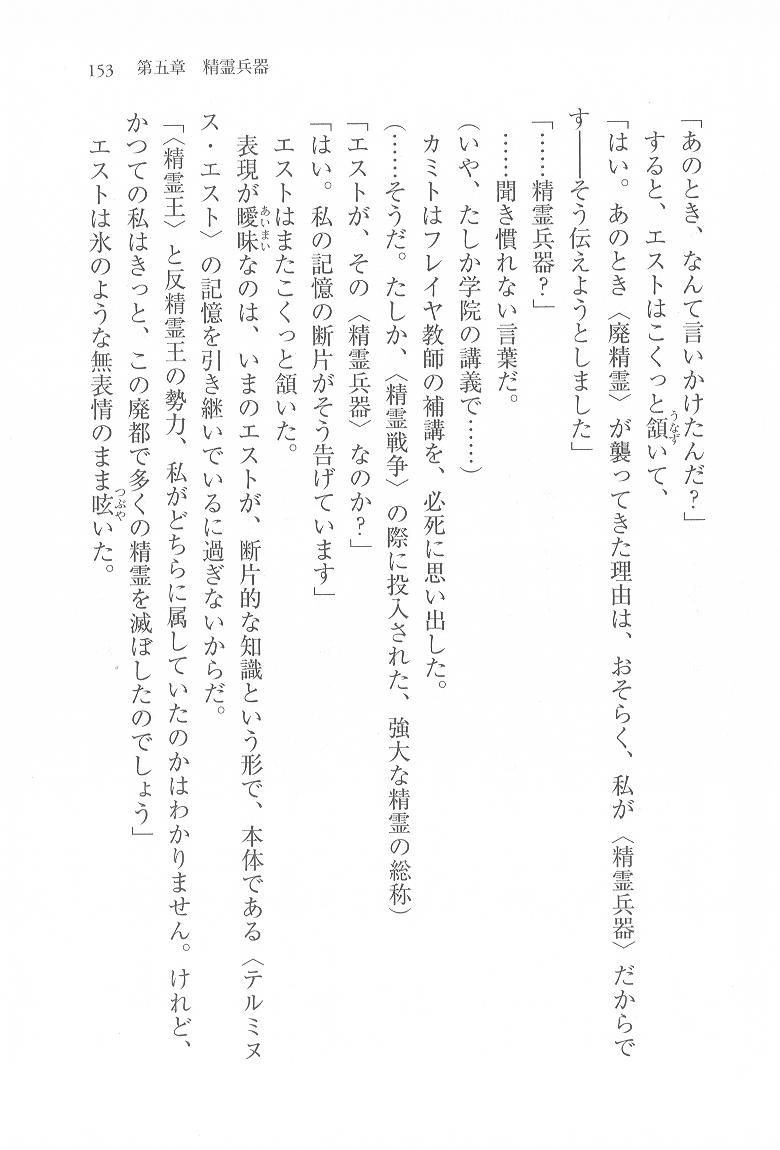 153　第五章　精霊兵器
「あのとき、なんて言いかけたんだ？」
すると、エストはこくっと頷いて、
「はい。あのとき〈廃精霊〉が襲ってきた理由は、おそらく、私が〈精霊兵器〉だからで
す――そう伝えようとしました」
「……精霊兵器？」
……聞き慣れない言葉だ。
（いや、たしか学院の講義で……）
カミトはフレイヤ教師の補講を、必死に思い出した。
（……そうだ。たしか、〈精霊戦争〉の際に投入された、強大な精霊の総称）
「エストが、その〈精霊兵器〉なのか？」
「はい。私の記憶の断片がそう告げています」
エストはまたこくっと頷いた。
表現が曖昧なのは、いまのエストが、断片的な知識という形で、本体である〈テルミヌ
ス・エスト〉の記憶を引き継いでいるに過ぎないからだ。
「〈精霊王〉と反精霊王の勢力、私がどちらに属していたのかはわかりません。けれど、
かつての私はきっと、この廃都で多くの精霊を滅ぼしたのでしょう」
エストは氷のような無表情のまま呟いた。
うなず
あいまい
つぶや